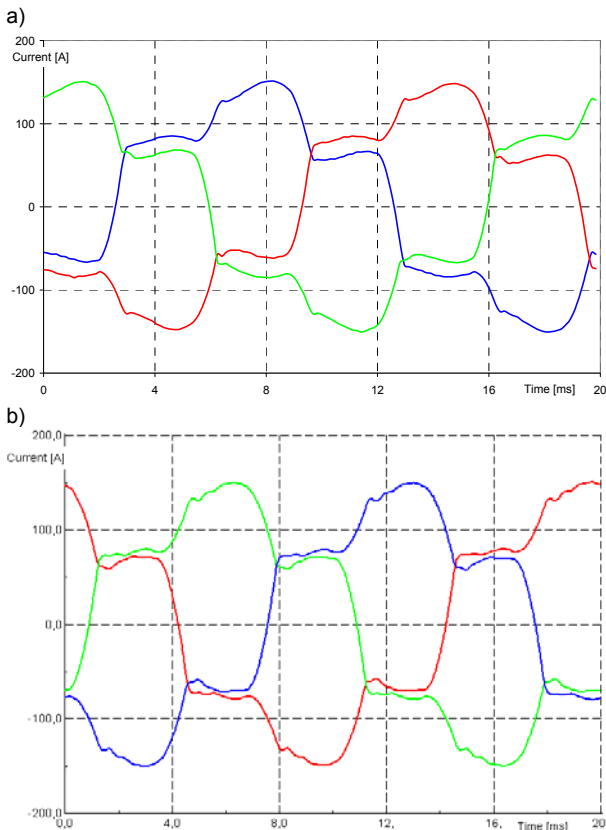 a)
200
Current [A]
100
0
-100
-200
0 4 8 12 16 20
Time [ms]
b)
200,0
Current [A]
100,0
0,0
-100,0
-200,0
0,0 4,0 8,0 12, 16, 20
Time [ms]